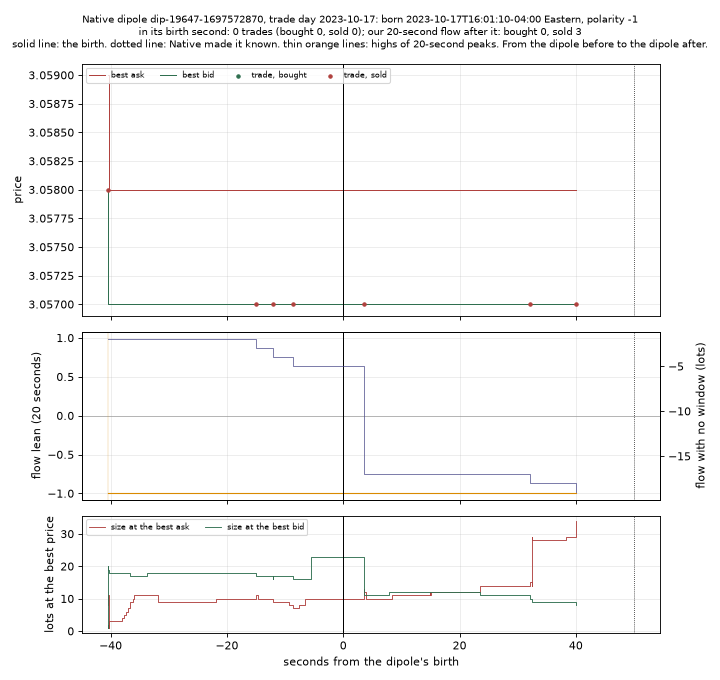 Native dipole dip-19647-1697572870, trade day 2023-10-17: born 2023-10-17T16:01:10-04:00 Eastern, polarity -1
in its birth second: 0 trades (bought 0, sold 0); our 20-second flow after it: bought 0, sold 3
solid line: the birth. dotted line: Native made it known. thin orange lines: highs of 20-second peaks. From the dipole before to the dipole after.
best ask best bid trade, bought trade, sold
3.05900
3.05875
3.05850
3.05825
3.05800
3.05775
3.05750
3.05725
3.05700
price
1.0
0.5
0.0
−0.5
−1.0
flow lean (20 seconds)
−5
−10
−15
flow with no window (lots)
size at the best ask size at the best bid
30
20
10
0
lots at the best price
−40 −20 0 20 40
seconds from the dipole's birth